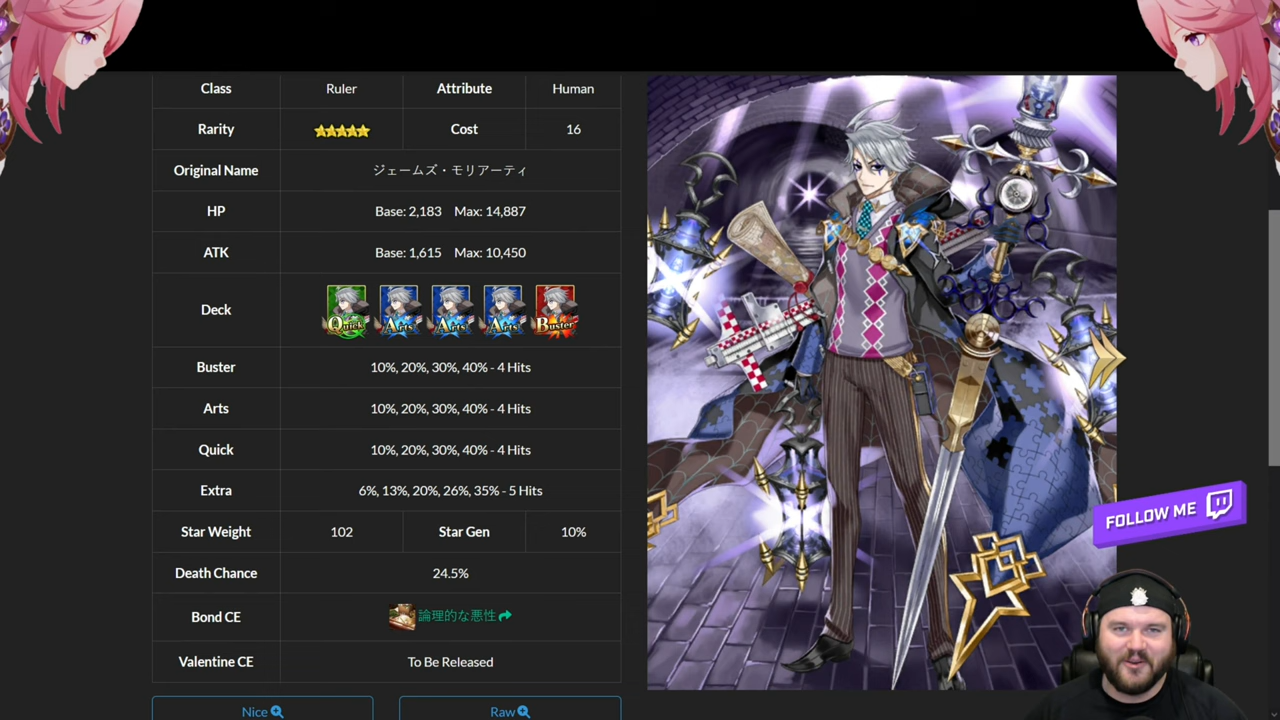 Class Ruler Attribute Human
Rarity Cost 16
Original Name ジェームズ・モリアーティ
HP Base: 2,183 Max: 14,887
ATK Base: 1,615 Max: 10,450
Deck Quick Arts Arts Arts Buster
Buster 10%, 20%, 30%, 40% - 4 Hits
Arts 10%, 20%, 30%, 40% - 4 Hits
Quick 10%, 20%, 30%, 40% - 4 Hits
Extra 6%, 13%, 20%, 26%, 35% - 5 Hits
Star Weight 102 Star Gen 10%
Death Chance 24.5%
Bond CE 論理的な悪性
Valentine CE To Be Released
Nice Raw
FOLLOW ME